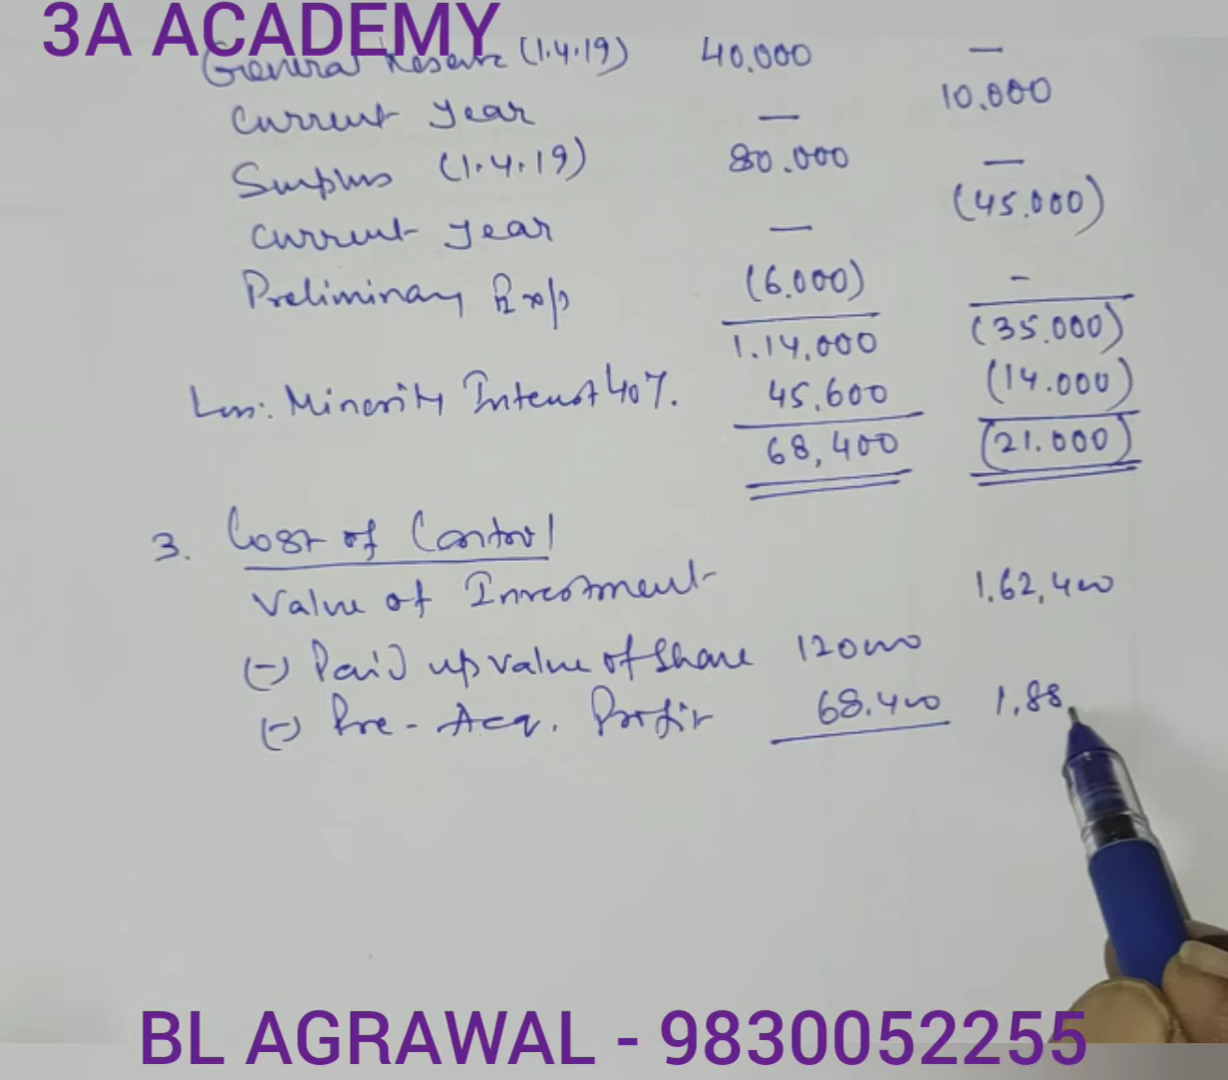 3A ACADEMY
General Reserve (1.4.19) 40,000 —
Current year — 10,000
Surplus (1.4.19) 80,000 —
Current year — (45,000)
Preliminary Exp (6,000) -
1,14,000 (35,000)
Less: Minority Interest 40%. 45,600 (14,000)
68,400 (21,000)
3. Cost of Control
Value of Investment 1,62,400
(-) Paid up value of Share 120000
(-) Pre-Acq. Profit 68,400 1,88
BL AGRAWAL - 9830052255